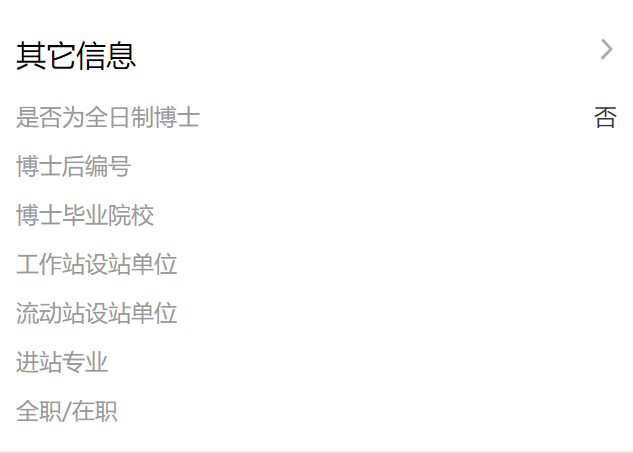 其它信息
是否为全日制博士 否
博士后编号
博士毕业院校
工作站设站单位
流动站设站单位
进站专业
全职/在职